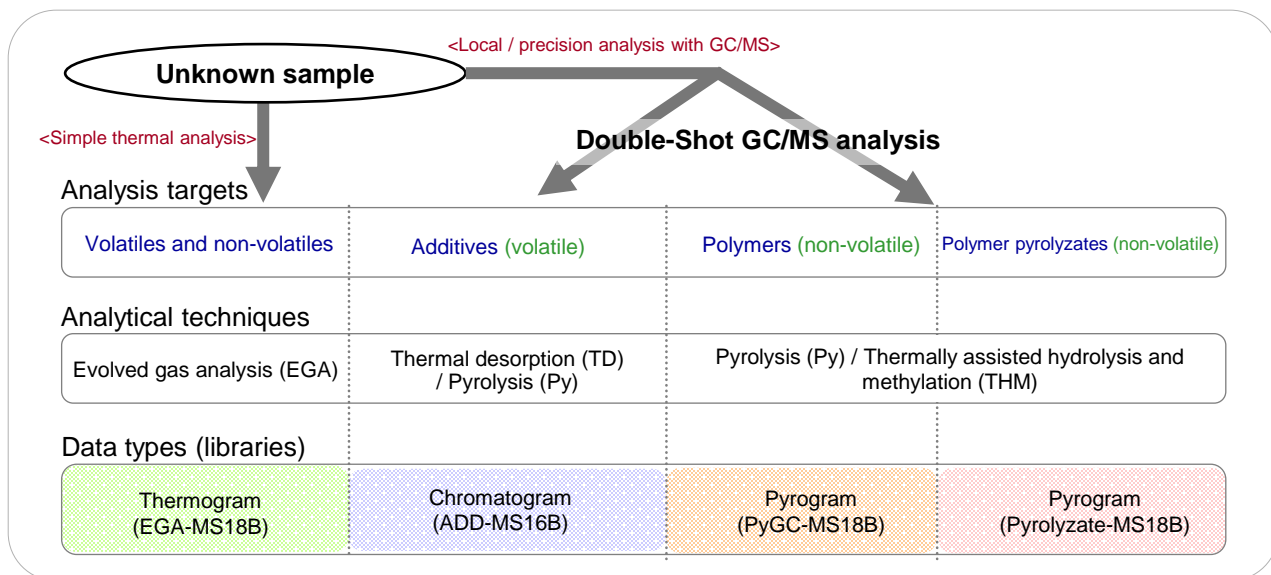 <Local / precision analysis with GC/MS>
Unknown sample
<Simple thermal analysis>
Double-Shot GC/MS analysis
Analysis targets
Volatiles and non-volatiles
Additives (volatile)
Polymers (non-volatile)
Polymer pyrolyzates (non-volatile)
Analytical techniques
Evolved gas analysis (EGA)
Thermal desorption (TD)
/ Pyrolysis (Py)
Pyrolysis (Py) / Thermally assisted hydrolysis and
methylation (THM)
Data types (libraries)
Thermogram
(EGA-MS18B)
Chromatogram
(ADD-MS16B)
Pyrogram
(PyGC-MS18B)
Pyrogram
(Pyrolyzate-MS18B)